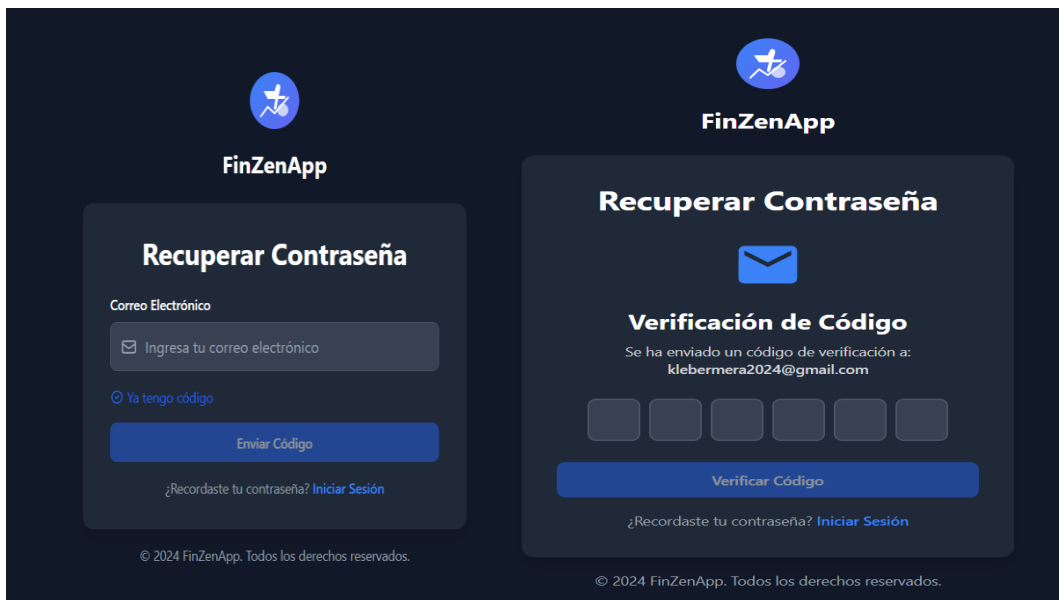 FinZenApp
Recuperar Contraseña
Correo Electrónico
Ingresa tu correo electrónico
Ya tengo código
Enviar Código
¿Recordaste tu contraseña? Iniciar Sesión
© 2024 FinZenApp. Todos los derechos reservados.
FinZenApp
Recuperar Contraseña
Verificación de Código
Se ha enviado un código de verificación a:
klebermera2024@gmail.com
Verificar Código
¿Recordaste tu contraseña? Iniciar Sesión
© 2024 FinZenApp. Todos los derechos reservados.